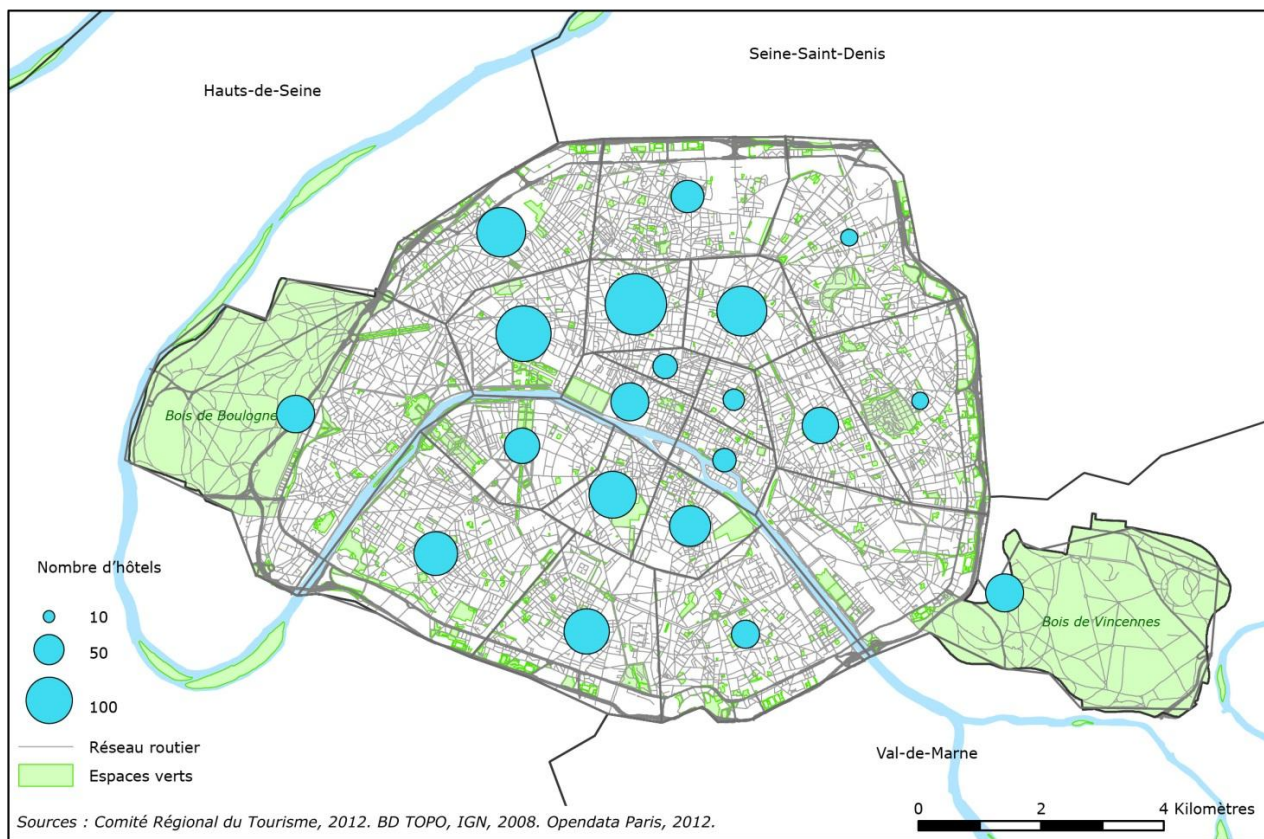 Seine-Saint-Denis
Hauts-de-Seine
Bois de Boulogne
Nombre d'hôtels
10
50
100
Bois de Vincennes
Réseau routier
Espaces verts
Val-de-Marne
0 2 4 Kilomètres
Sources : Comité Régional du Tourisme, 2012. BD TOPO, IGN, 2008. Opendata Paris, 2012.